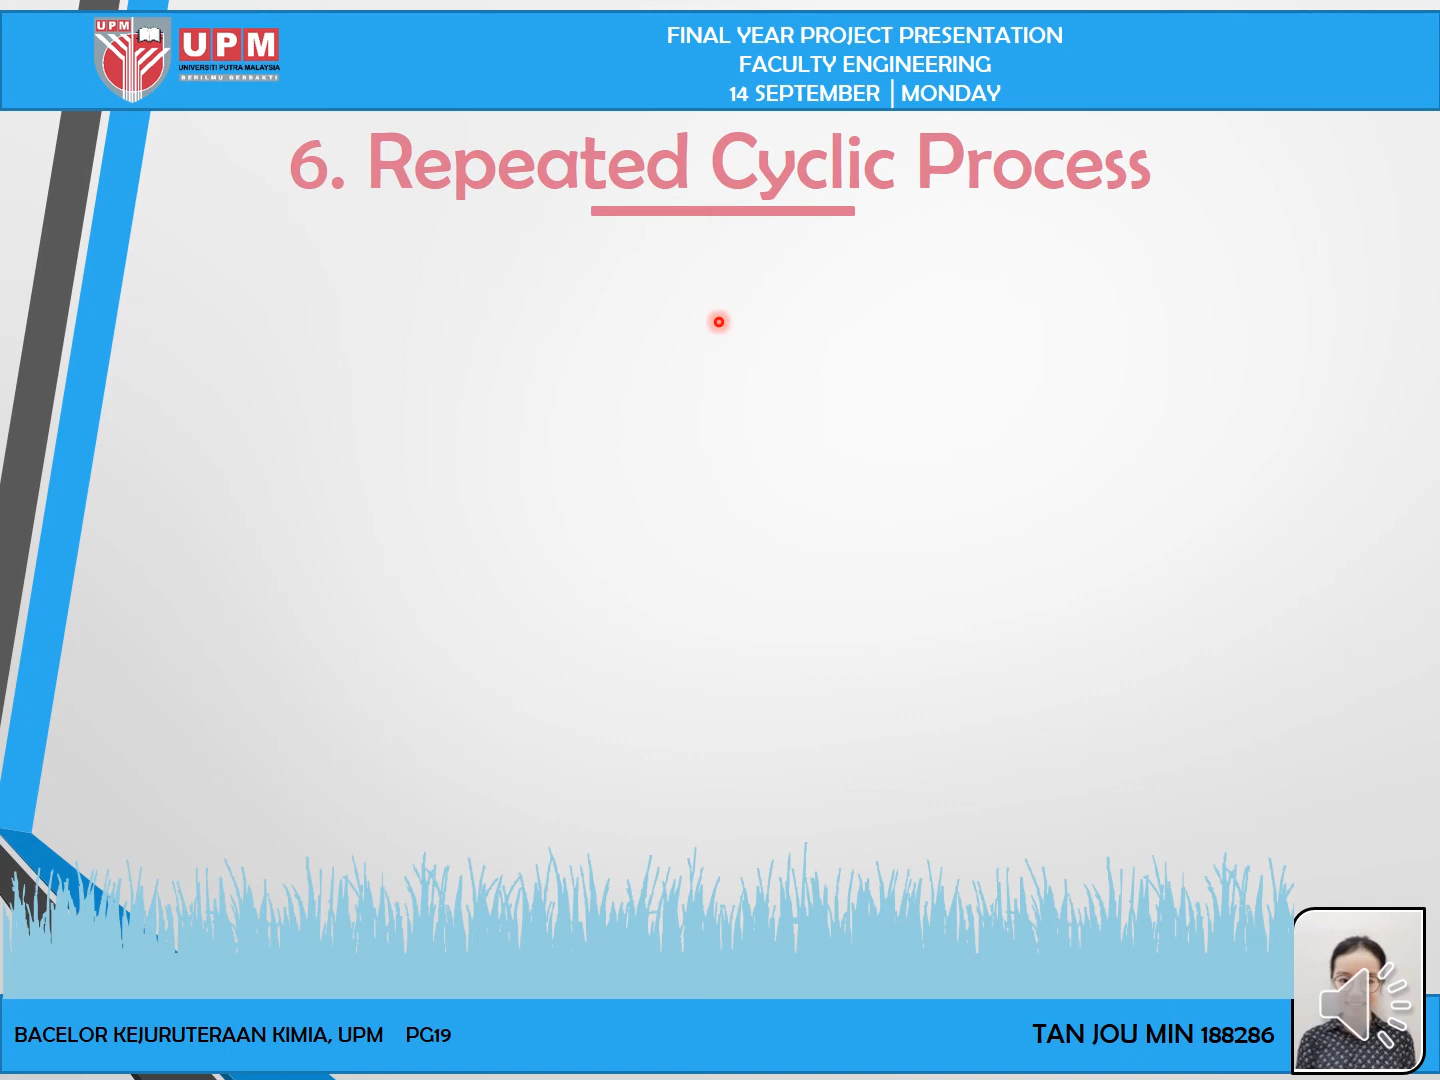 UPM
UPM
UNIVERSITI PUTRA MALAYSIA
BERILMU BERBAKTI
FINAL YEAR PROJECT PRESENTATION
FACULTY ENGINEERING
14 SEPTEMBER | MONDAY
6. Repeated Cyclic Process
BACELOR KEJURUTERAAN KIMIA, UPM PG19
TAN JOU MIN 188286